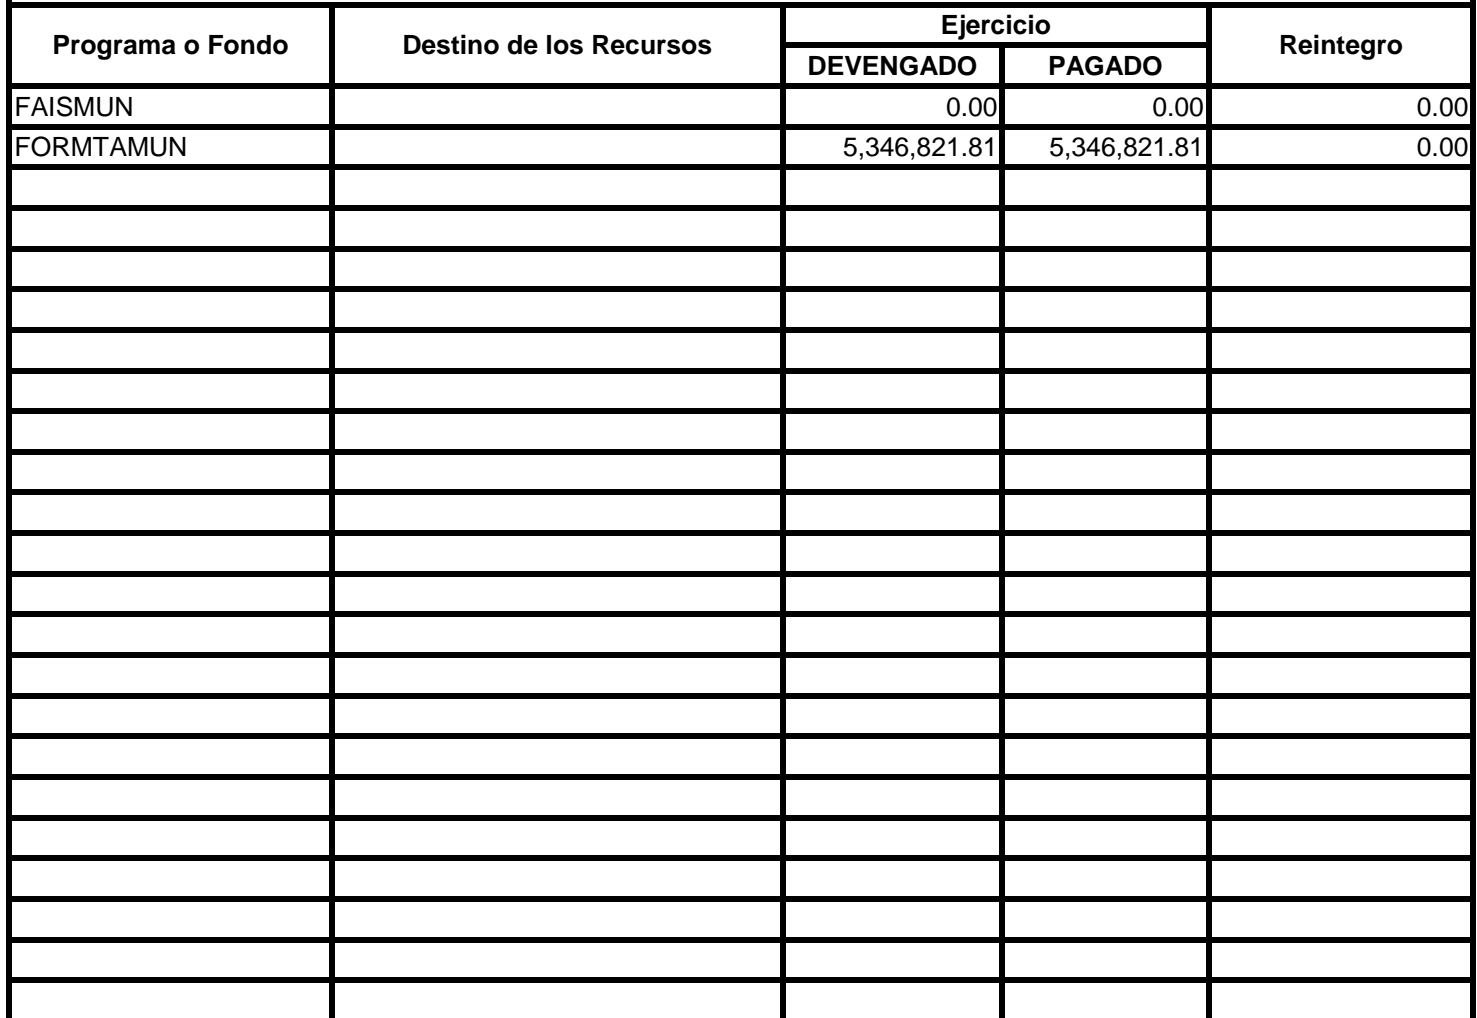 Programa o Fondo Destino de los Recursos Ejercicio Reintegro
DEVENGADO PAGADO
FAISMUN 0.00 0.00 0.00
FORMTAMUN 5,346,821.81 5,346,821.81 0.00